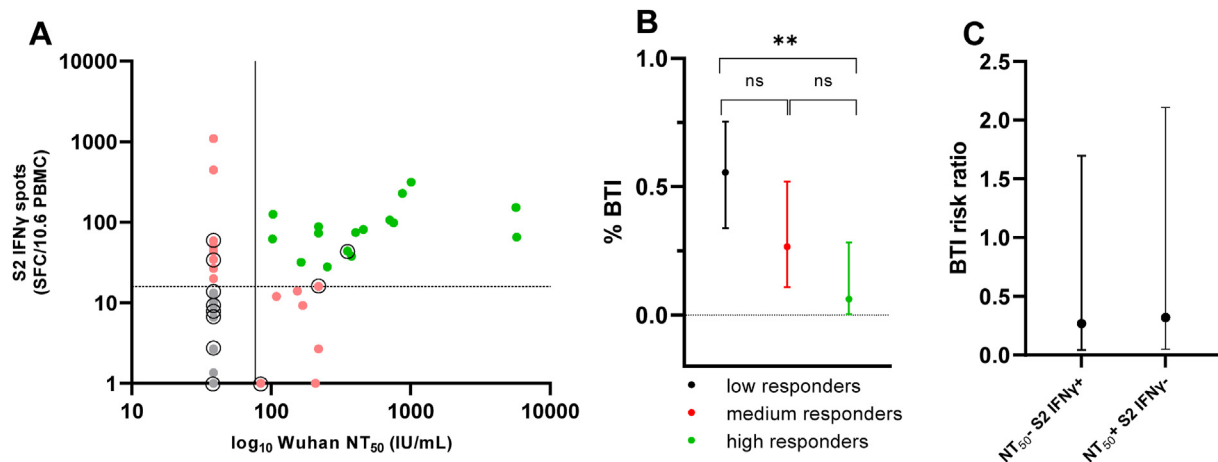 A
S2 IFNγ spots
(SFC/10.6 PBMC)
10000
1000
100
10
1
10
100
1000
10000
log10 Wuhan NT50 (IU/mL)
B
% BTI
1.0
0.5
0.0
**
ns
ns
low responders
medium responders
high responders
C
BTI risk ratio
2.5
2.0
1.5
1.0
0.5
0.0
NT50- S2 IFNγ+
NT50+ S2 IFNγ-